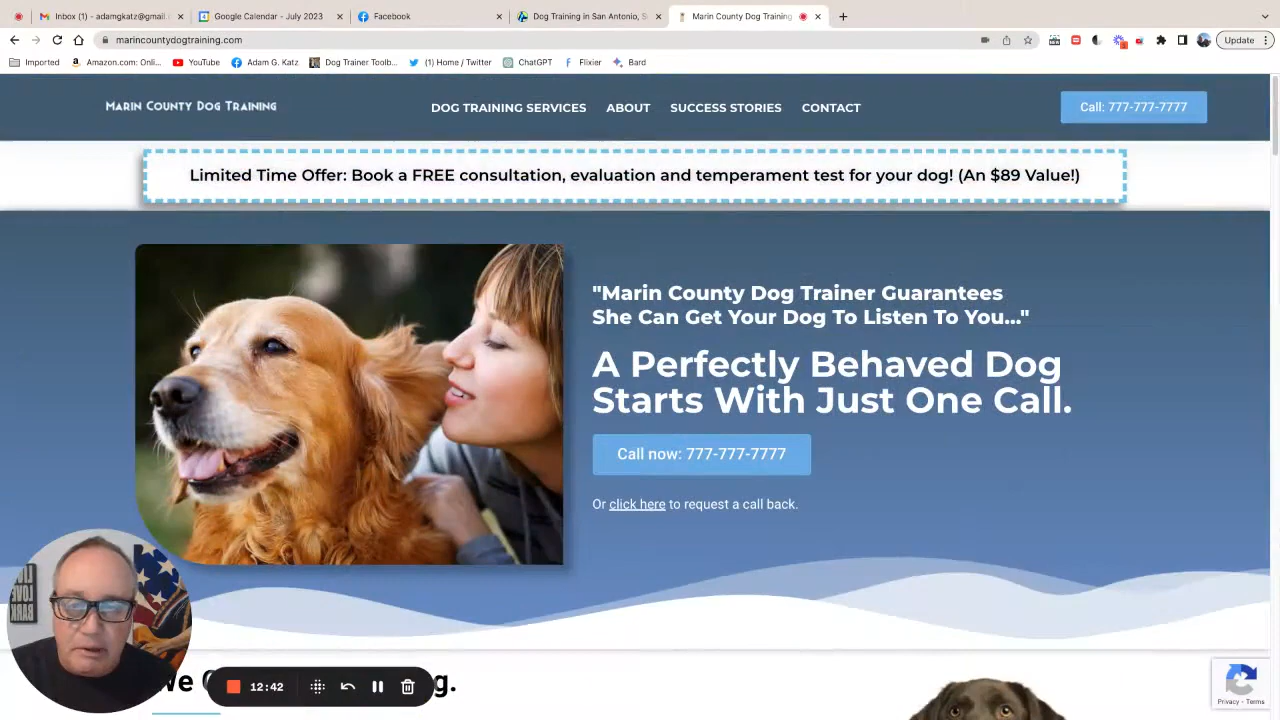 Inbox (1) - adamgkatz@gmail.
Google Calendar - July 2023
Facebook
Dog Training in San Antonio, S
Marin County Dog Training
marincountydogtraining.com
Update
Imported
Amazon.com: Onli...
YouTube
Adam G. Katz
Dog Trainer Toolb...
(1) Home / Twitter
ChatGPT
Flixier
Bard
Marin County Dog Training
DOG TRAINING SERVICES
ABOUT
SUCCESS STORIES
CONTACT
Call: 777-777-7777
Limited Time Offer: Book a FREE consultation, evaluation and temperament test for your dog! (An $89 Value!)
"Marin County Dog Trainer Guarantees
She Can Get Your Dog To Listen To You..."
A Perfectly Behaved Dog
Starts With Just One Call.
Call now: 777-777-7777
Or click here to request a call back.
LOVE
BARK
12:42
We
g.
Privacy - Terms